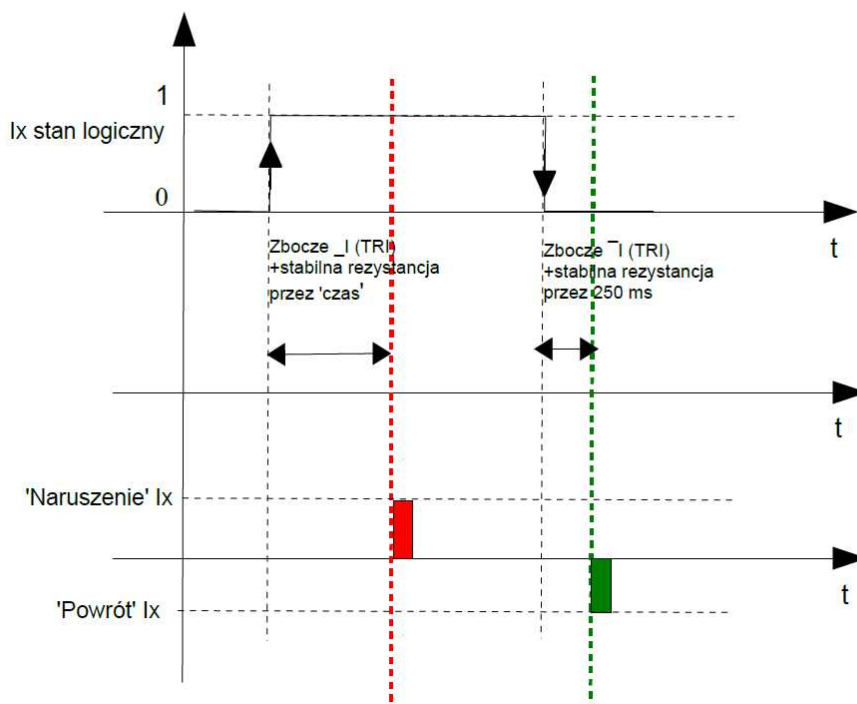 1
Ix stan logiczny
0
t
Zbocze _I (TRI)
+stabilna rezystancja
przez 'czas'
Zbocze ‾I (TRI)
+stabilna rezystancja
przez 250 ms
t
'Naruszenie' Ix
t
'Powrót' Ix